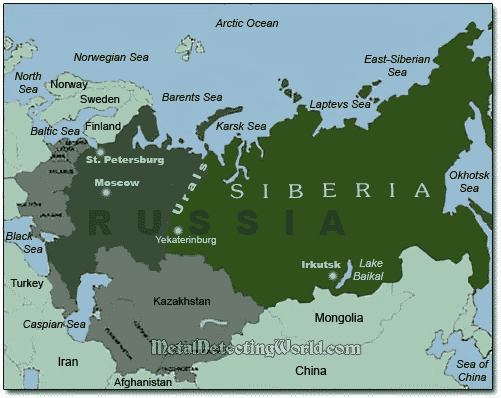 Arctic Ocean
Norwegian Sea
East-Siberian
Sea
North
Sea
Norway
Sweden
Barents Sea
Laptevs Sea
Baltic Sea
Finland
Karsk Sea
St. Petersburg
Urals
Okhotsk
Sea
Moscow
SIBERIA
RUSSIA
Black
Sea
Yekaterinburg
Irkutsk
Lake
Baikal
Turkey
Kazakhstan
Caspian Sea
Mongolia
MetalDetectingWorld.com
Iran
China
Sea of
China
Afghanistan